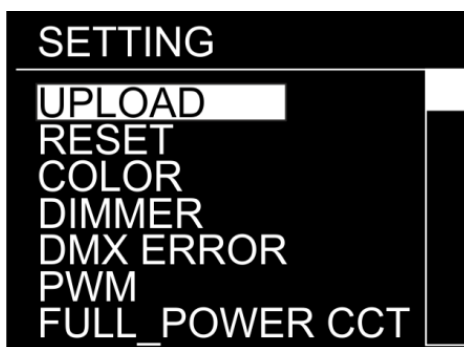 SETTING
UPLOAD
RESET
COLOR
DIMMER
DMX ERROR
PWM
FULL_POWER CCT